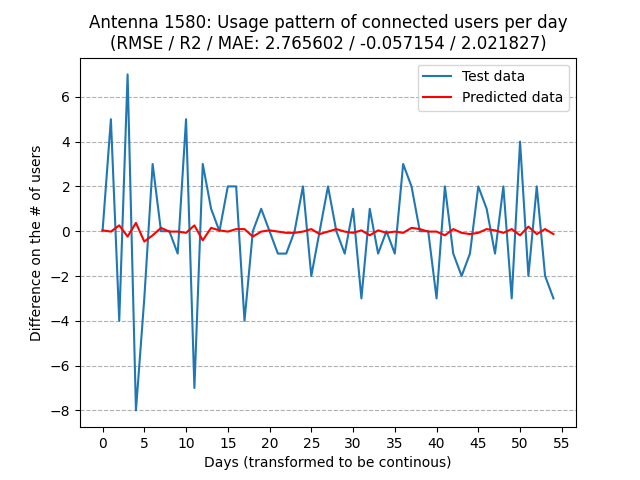 Antenna 1580: Usage pattern of connected users per day
(RMSE / R2 / MAE: 2.765602 / -0.057154 / 2.021827)
Test data
Predicted data
Difference on the # of users
6
4
2
0
−2
−4
−6
−8
0 5 10 15 20 25 30 35 40 45 50 55
Days (transformed to be continous)